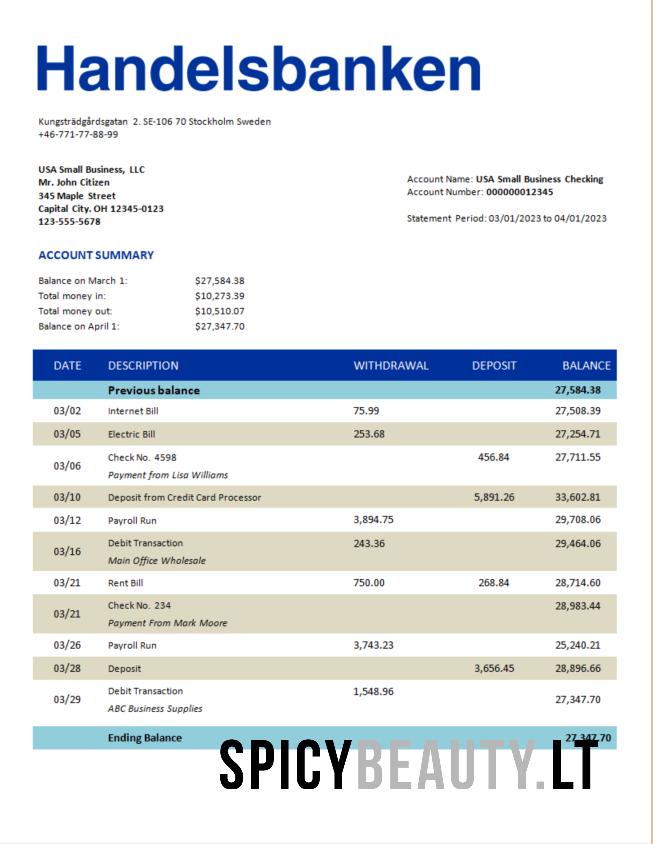 Handelsbanken
Kungsträdgårdsgatan 2. SE-106 70 Stockholm Sweden
+46-771-77-88-99
USA Small Business, LLC
Mr. John Citizen
345 Maple Street
Capital City. OH 12345-0123
123-555-5678
Account Name: USA Small Business Checking
Account Number: 000000012345
Statement Period: 03/01/2023 to 04/01/2023
ACCOUNT SUMMARY
Balance on March 1: $27,584.38
Total money in: $10,273.39
Total money out: $10,510.07
Balance on April 1: $27,347.70
DATE DESCRIPTION WITHDRAWAL DEPOSIT BALANCE
Previous balance 27,584.38
03/02 Internet Bill 75.99 27,508.39
03/05 Electric Bill 253.68 27,254.71
03/06 Check No. 4598 456.84 27,711.55
Payment from Lisa Williams
03/10 Deposit from Credit Card Processor 5,891.26 33,602.81
03/12 Payroll Run 3,894.75 29,708.06
03/16 Debit Transaction 243.36 29,464.06
Main Office Wholesale
03/21 Rent Bill 750.00 268.84 28,714.60
03/21 Check No. 234 28,983.44
Payment From Mark Moore
03/26 Payroll Run 3,743.23 25,240.21
03/28 Deposit 3,656.45 28,896.66
03/29 Debit Transaction 1,548.96 27,347.70
ABC Business Supplies
Ending Balance 27,347.70
SPICYBEAUTY.LT